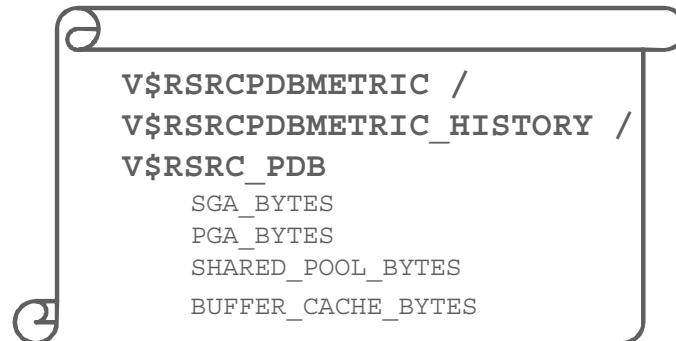 V$RSRCPDBMETRIC /
V$RSRCPDBMETRIC_HISTORY /
V$RSRC_PDB
SGA_BYTES
PGA_BYTES
SHARED_POOL_BYTES
BUFFER_CACHE_BYTES